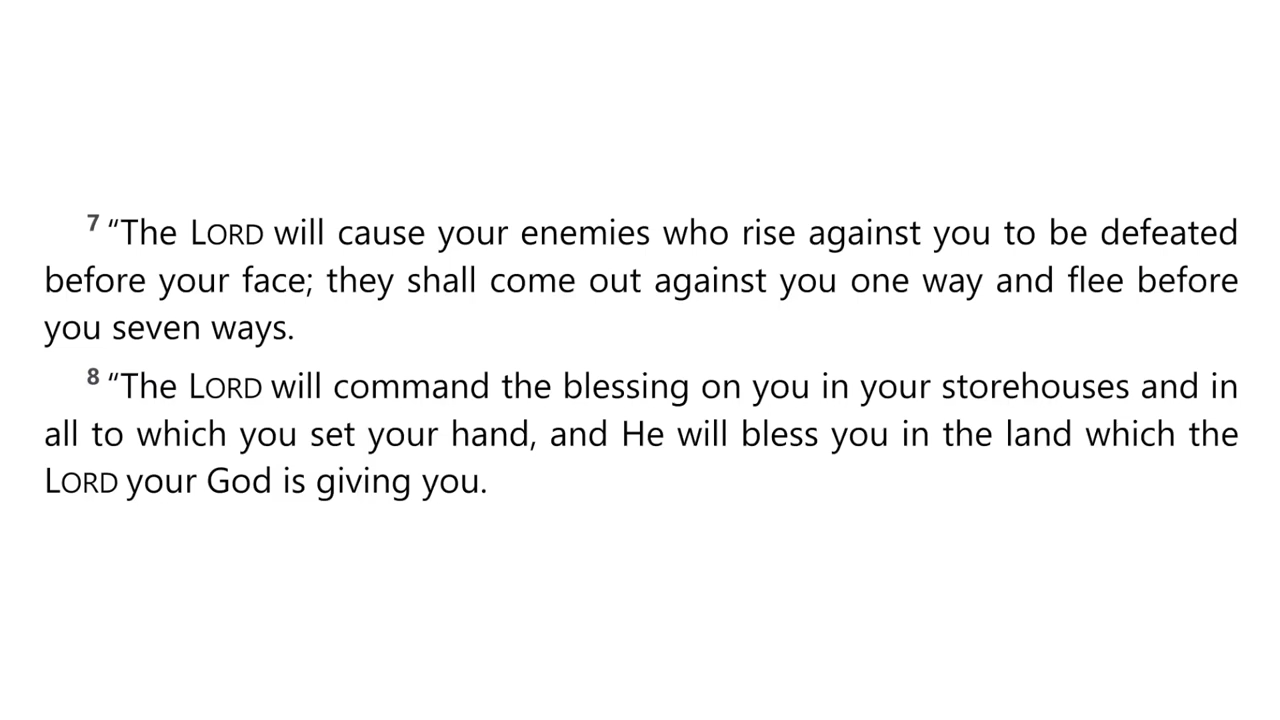 7 “The LORD will cause your enemies who rise against you to be defeated
before your face; they shall come out against you one way and flee before
you seven ways.
8 “The LORD will command the blessing on you in your storehouses and in
all to which you set your hand, and He will bless you in the land which the
LORD your God is giving you.